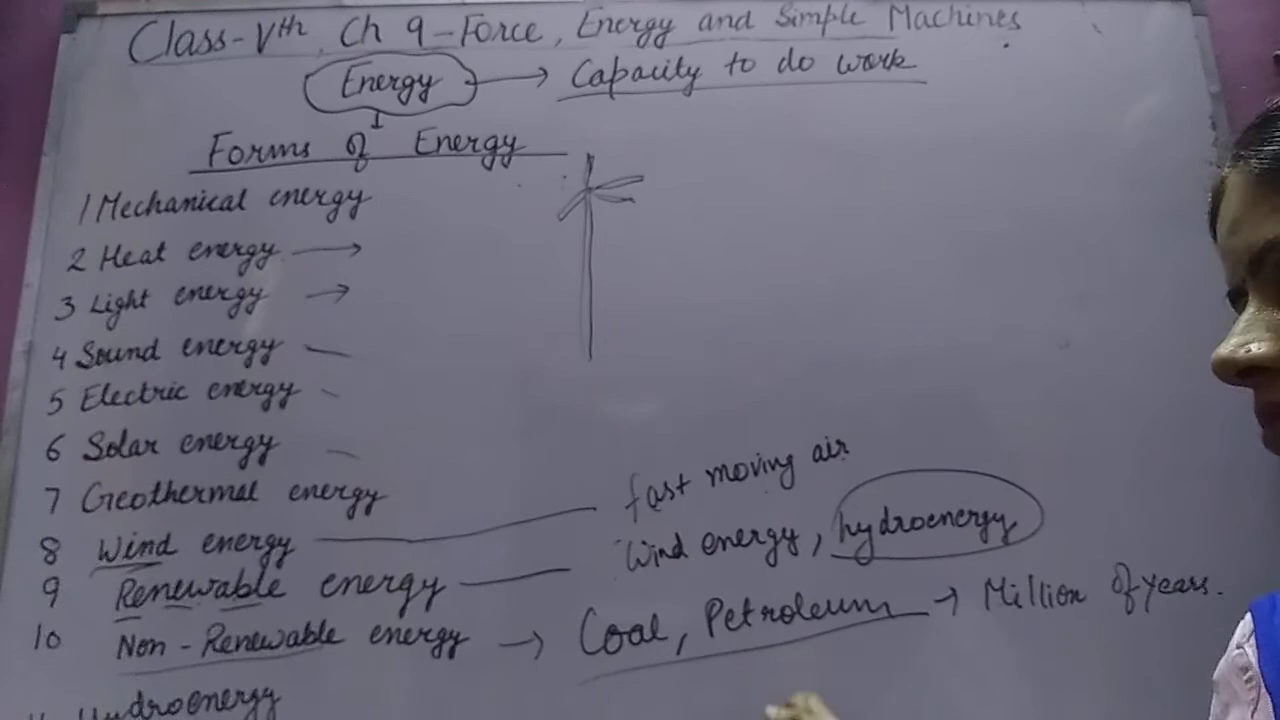 Class-Vth, Ch 9-Force, Energy and Simple Machines
Energy → Capacity to do work
Forms of Energy
1 Mechanical energy
2 Heat energy →
3 Light energy →
4 Sound energy —
5 Electric energy -
6 Solar energy —
7 Geothermal energy
8 Wind energy — fast moving air
9 Renewable energy — Wind energy, hydroenergy
10 Non-Renewable energy → Coal, Petroleum → Million of years.
Hydroenergy